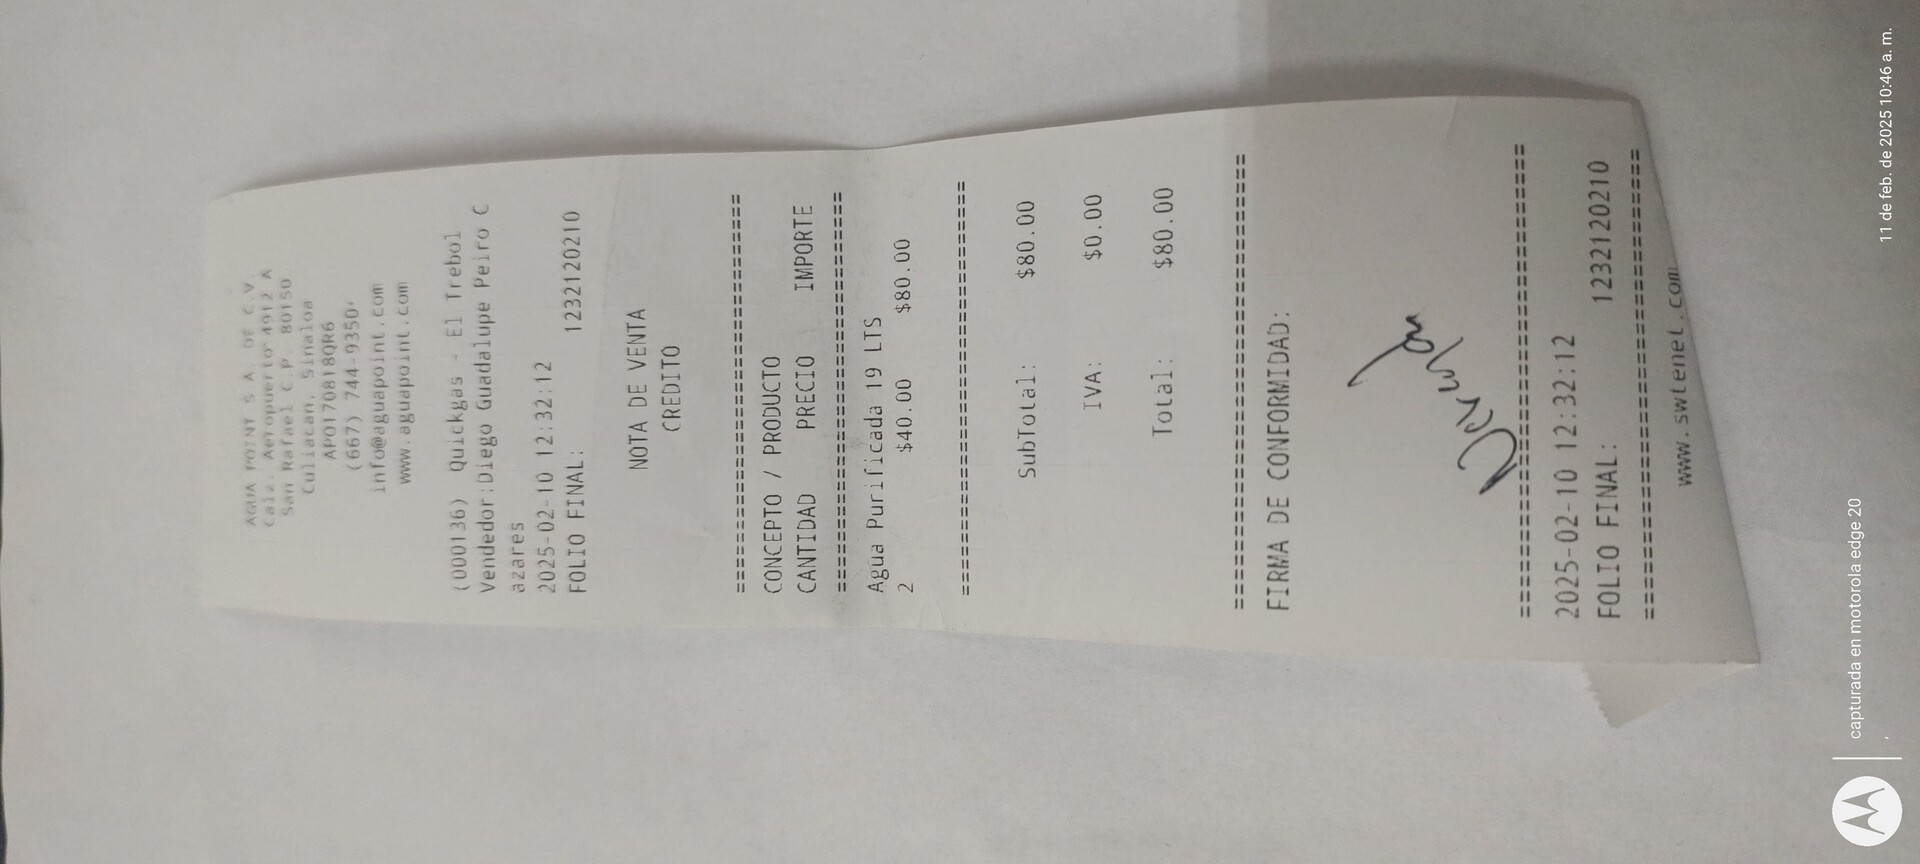 AGUA POINT S.A. DE C.V.
Calz. Aeropuerto 4912 A
San Rafael C.P. 80150
Culiacan, Sinaloa
APO170818QR6
(667) 744-9350
info@aguapoint.com
www.aguapoint.com
(000136) Quickgas - El Trebol
Vendedor:Diego Guadalupe Peiro C
azares
2025-02-10 12:32:12
FOLIO FINAL: 1232120210
NOTA DE VENTA
CREDITO
================================
CONCEPTO / PRODUCTO
CANTIDAD PRECIO IMPORTE
================================
Agua Purificada 19 LTS
2 $40.00 $80.00
================================
SubTotal: $80.00
IVA: $0.00
Total: $80.00
================================
FIRMA DE CONFORMIDAD:
================================
2025-02-10 12:32:12
FOLIO FINAL: 1232120210
================================
www.swtenet.com
capturada en motorola edge 20
11 de feb. de 2025 10:46 a. m.